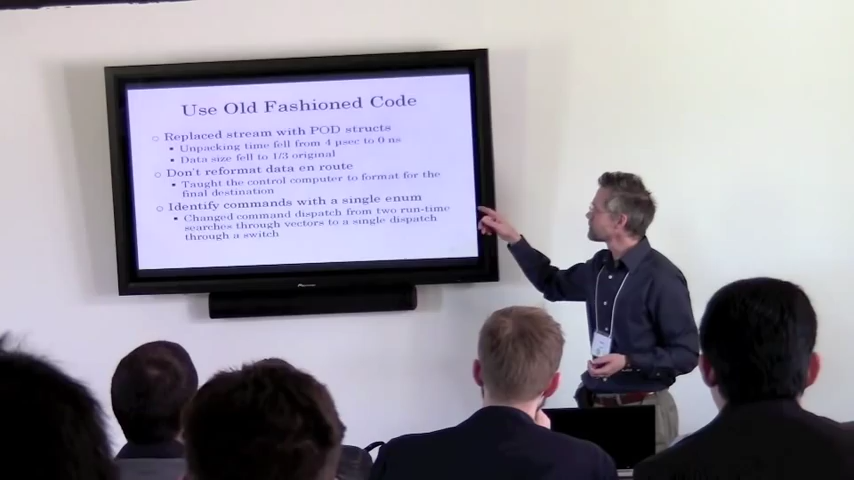 Use Old Fashioned Code
Replaced stream with POD structs
Unpacking time fell from 4 μsec to 0 ns
Data size fell to 1/3 original
Don't reformat data en route
Taught the control computer to format for the
final destination
Identify commands with a single enum
Changed command dispatch from two run-time
searches through vectors to a single dispatch
through a switch
Pioneer